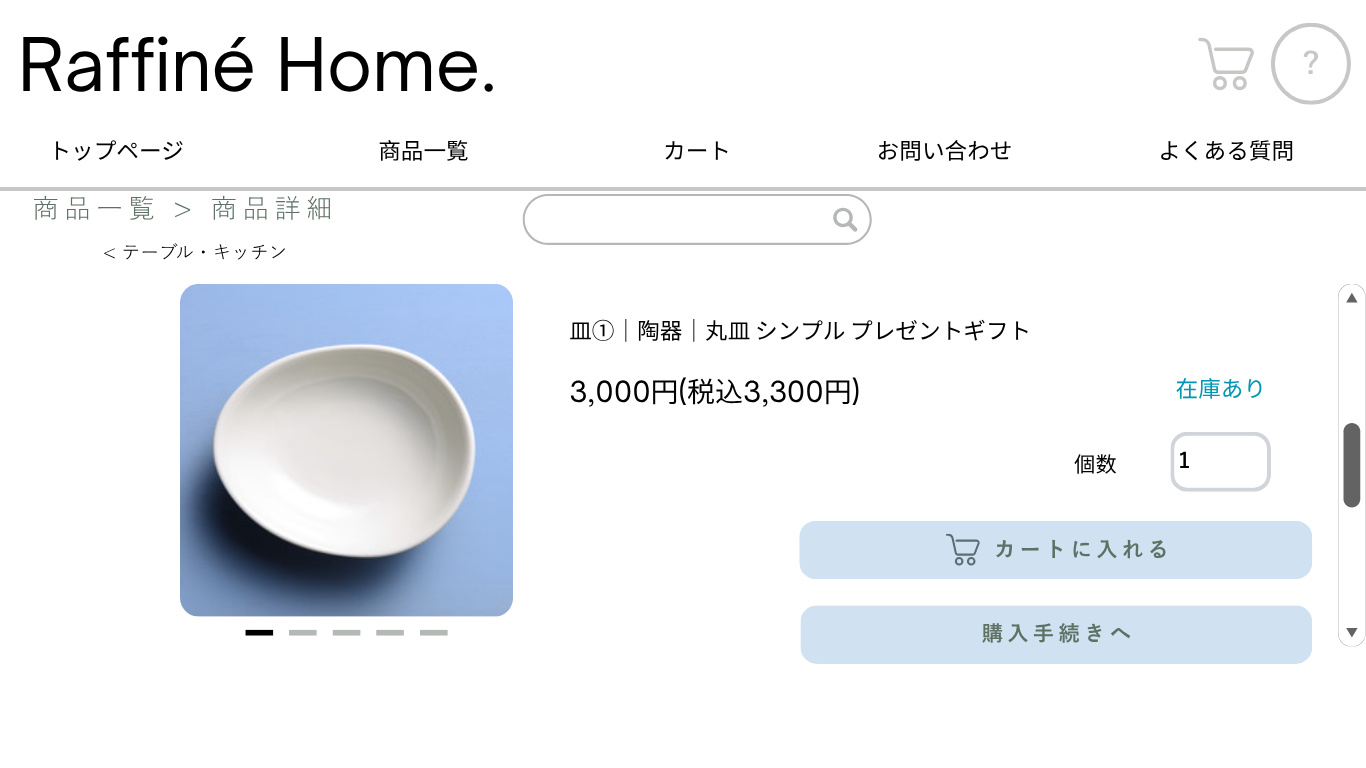 Raffiné Home.
?
トップページ 商品一覧 カート お問い合わせ よくある質問
商品一覧 > 商品詳細
< テーブル・キッチン
皿①｜陶器｜丸皿 シンプル プレゼントギフト
3,000円(税込3,300円)
在庫あり
個数 1
カートに入れる
購入手続きへ